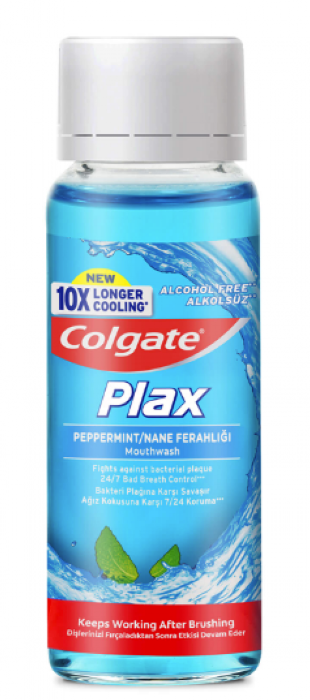 NEW
10X LONGER
COOLING*
ALCOHOL FREE**
ALKOLSÜZ**
Colgate®
Plax
PEPPERMINT/NANE FERAHLIĞI
Mouthwash
Fights against bacterial plaque
24/7 Bad Breath Control***
Bakteri Plağına Karşı Savaşır
Ağız Kokusuna Karşı 7/24 Koruma***
Keeps Working After Brushing
Dişlerinizi Fırçaladıktan Sonra Etkisi Devam Eder